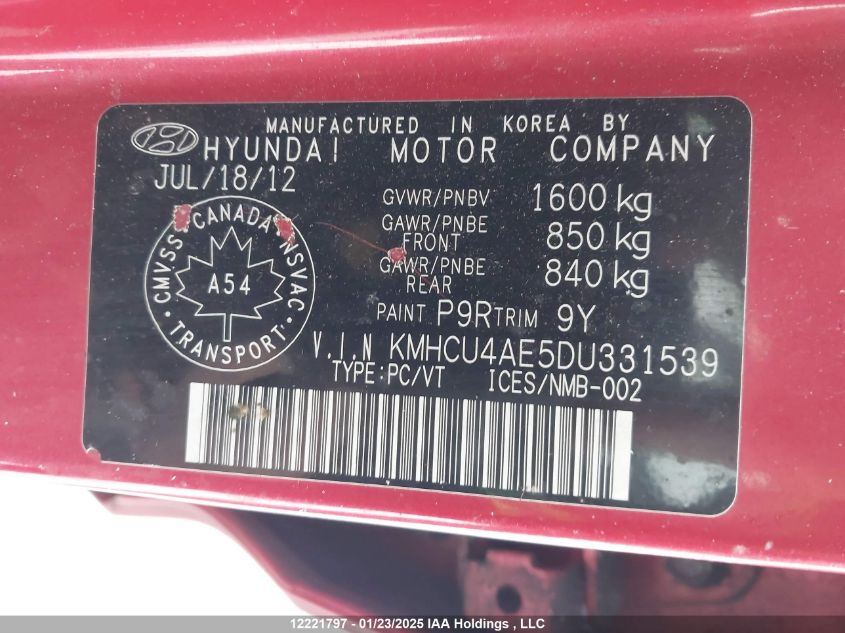 MANUFACTURED IN KOREA BY
HYUNDAI MOTOR COMPANY
JUL/18/12
GVWR/PNBV 1600 kg
GAWR/PNBE FRONT 850 kg
GAWR/PNBE REAR 840 kg
PAINT P9R TRIM 9Y
CMVSS • CANADA • NSVAC • TRANSPORT •
A54
V.I.N KMHCU4AE5DU331539
TYPE:PC/VT ICES/NMB-002
12221797 - 01/23/2025 IAA Holdings , LLC